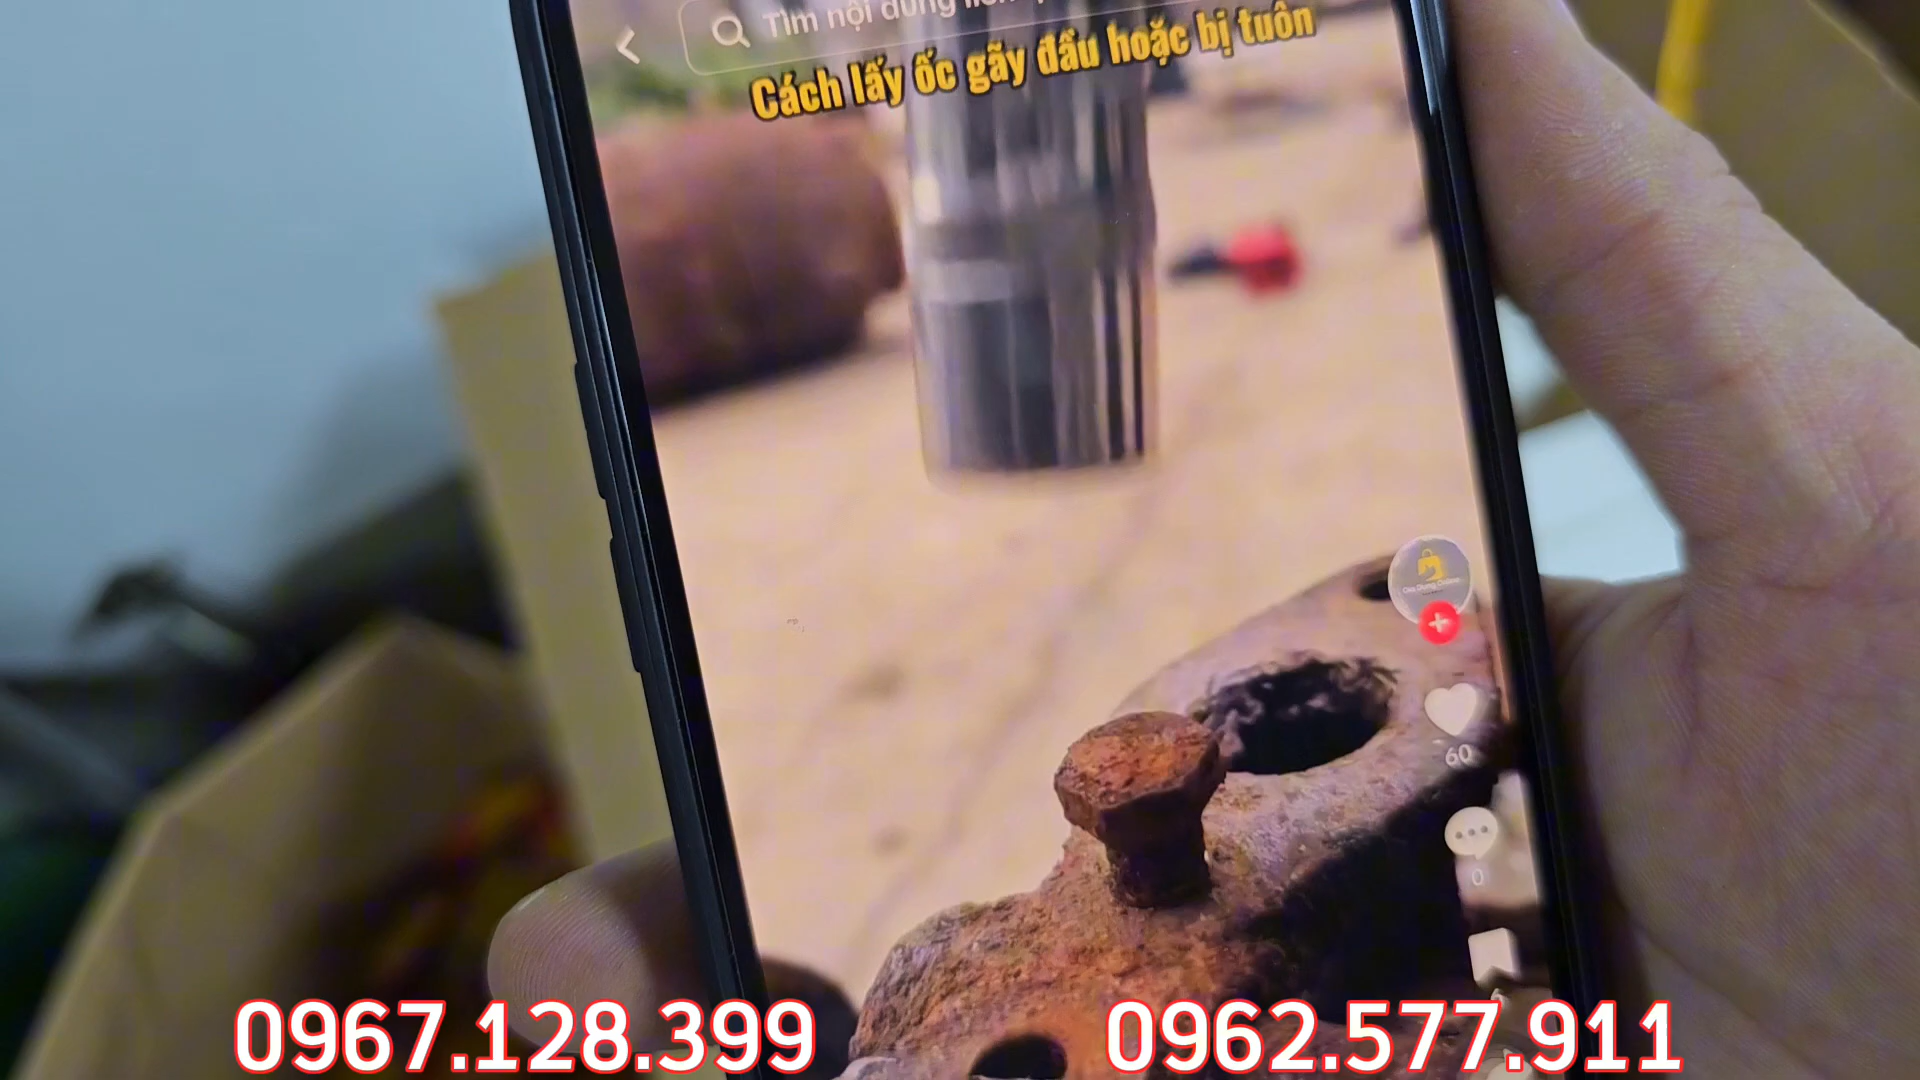 Tìm nội dung
Cách lấy ốc gãy đầu hoặc bị tuôn
60
0
0967.128.399
0962.577.911